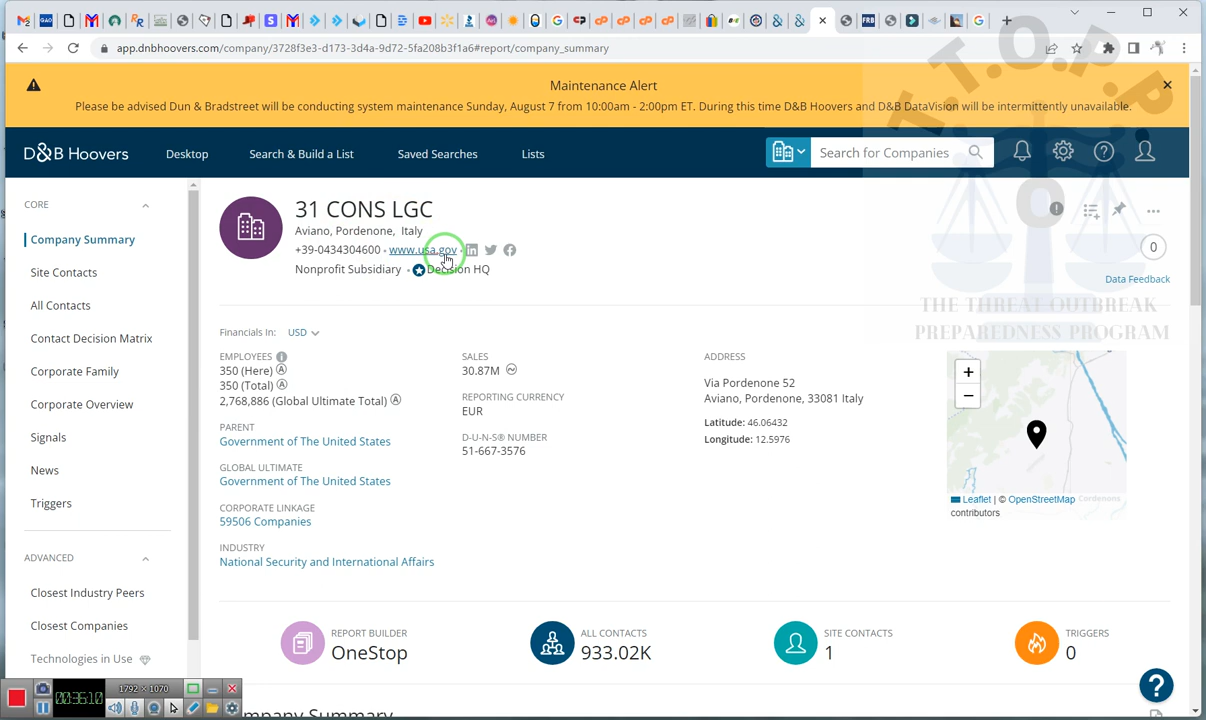 app.dnbhoovers.com/company/3728f3e3-d173-3d4a-9d72-5fa208b3f1a6#report/company_summary
Maintenance Alert
Please be advised Dun & Bradstreet will be conducting system maintenance Sunday, August 7 from 10:00am - 2:00pm ET. During this time D&B Hoovers and D&B DataVision will be intermittently unavailable.
T.T.O.P.P
D&B Hoovers
Desktop
Search & Build a List
Saved Searches
Lists
Search for Companies
CORE
Company Summary
Site Contacts
All Contacts
Contact Decision Matrix
Corporate Family
Corporate Overview
Signals
News
Triggers
ADVANCED
Closest Industry Peers
Closest Companies
Technologies in Use
31 CONS LGC
Aviano, Pordenone, Italy
+39-0434304600 • www.usa.gov
Nonprofit Subsidiary • Decision HQ
0
Data Feedback
THE THREAT OUTBREAK
PREPAREDNESS PROGRAM
Financials In: USD
EMPLOYEES
350 (Here)
350 (Total)
2,768,886 (Global Ultimate Total)
PARENT
Government of The United States
GLOBAL ULTIMATE
Government of The United States
CORPORATE LINKAGE
59506 Companies
INDUSTRY
National Security and International Affairs
SALES
30.87M
REPORTING CURRENCY
EUR
D-U-N-S® NUMBER
51-667-3576
ADDRESS
Via Pordenone 52
Aviano, Pordenone, 33081 Italy
Latitude: 46.06432
Longitude: 12.5976
+
−
Leaflet | © OpenStreetMap
contributors
REPORT BUILDER
OneStop
ALL CONTACTS
933.02K
SITE CONTACTS
1
TRIGGERS
0
00:36:10
1792 × 1070
mpany Summary